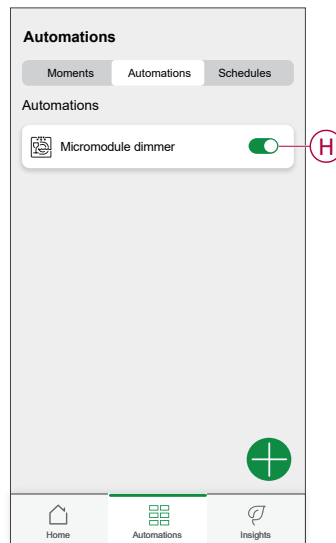 Automations
Moments Automations Schedules
Automations
Micromodule dimmer
H
Home Automations Insights